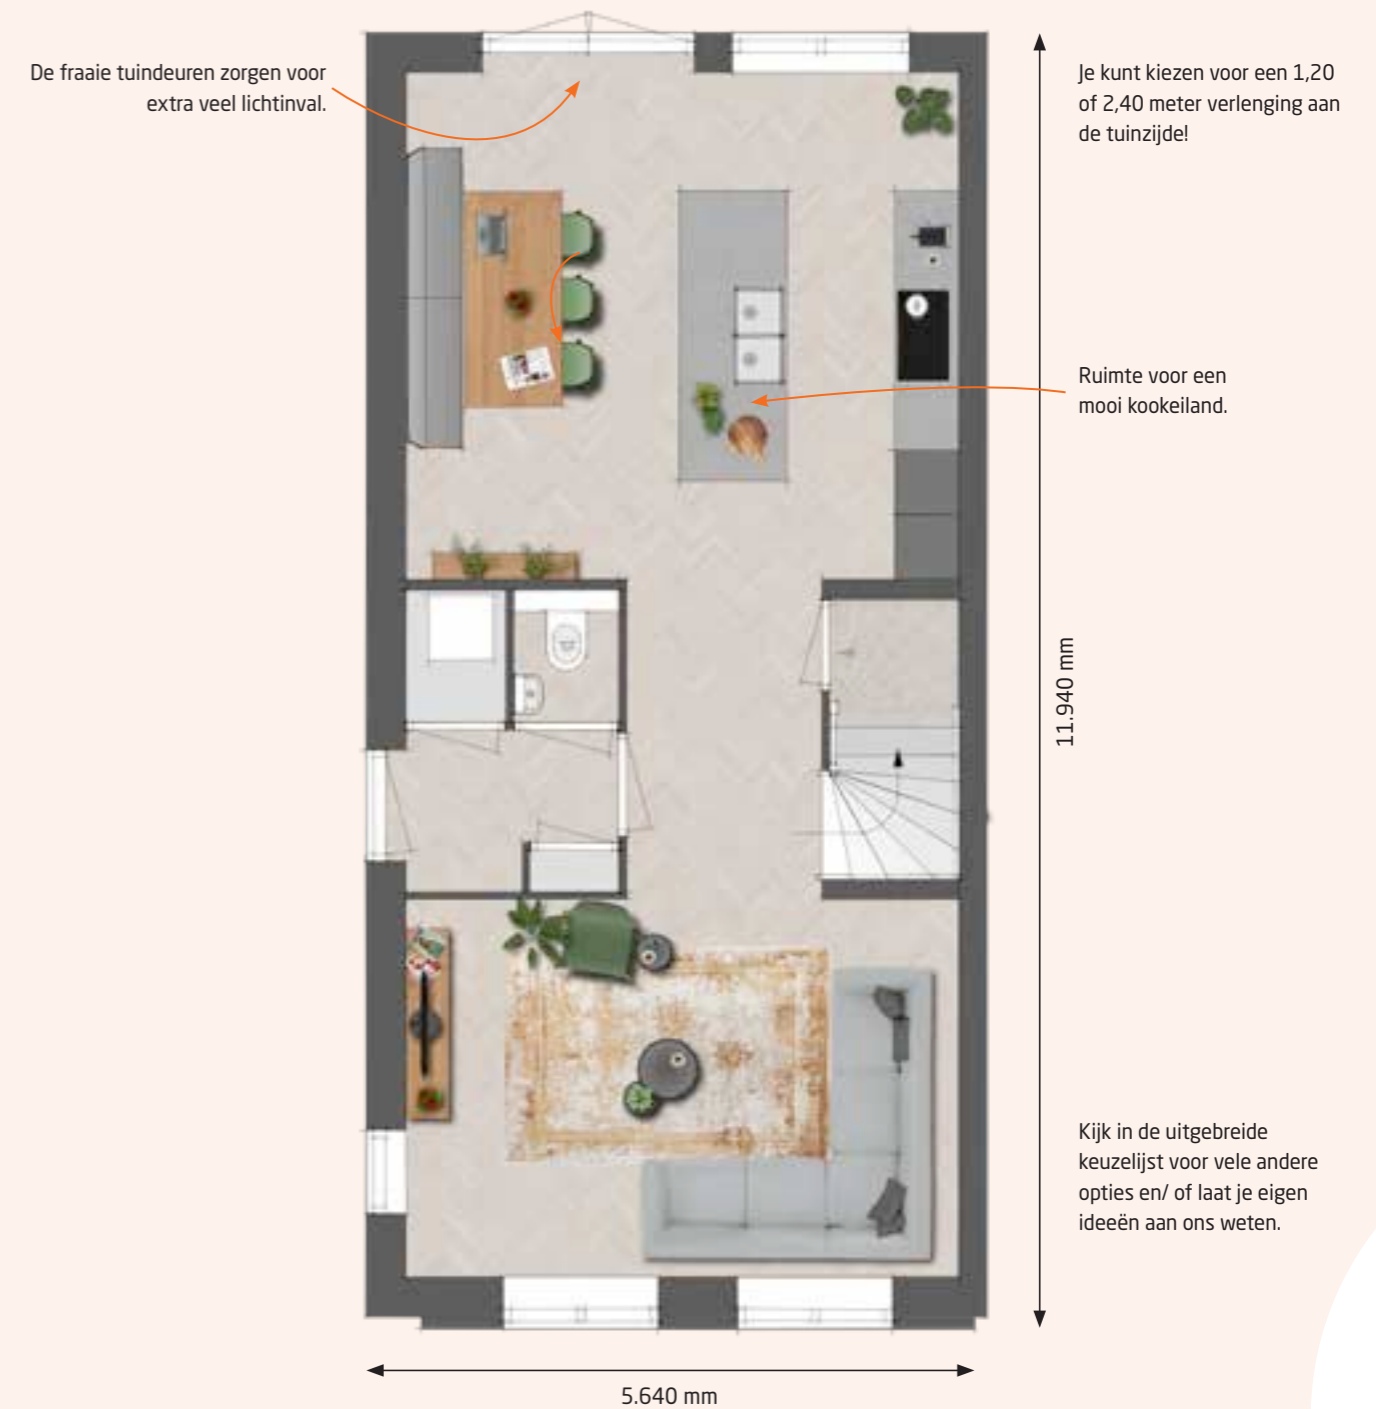 De fraaie tuindeuren zorgen voor
extra veel lichtinval.
Je kunt kiezen voor een 1,20
of 2,40 meter verlenging aan
de tuinzijde!
Ruimte voor een
mooi kookeiland.
11.940 mm
Kijk in de uitgebreide
keuzelijst voor vele andere
opties en/ of laat je eigen
ideeën aan ons weten.
5.640 mm